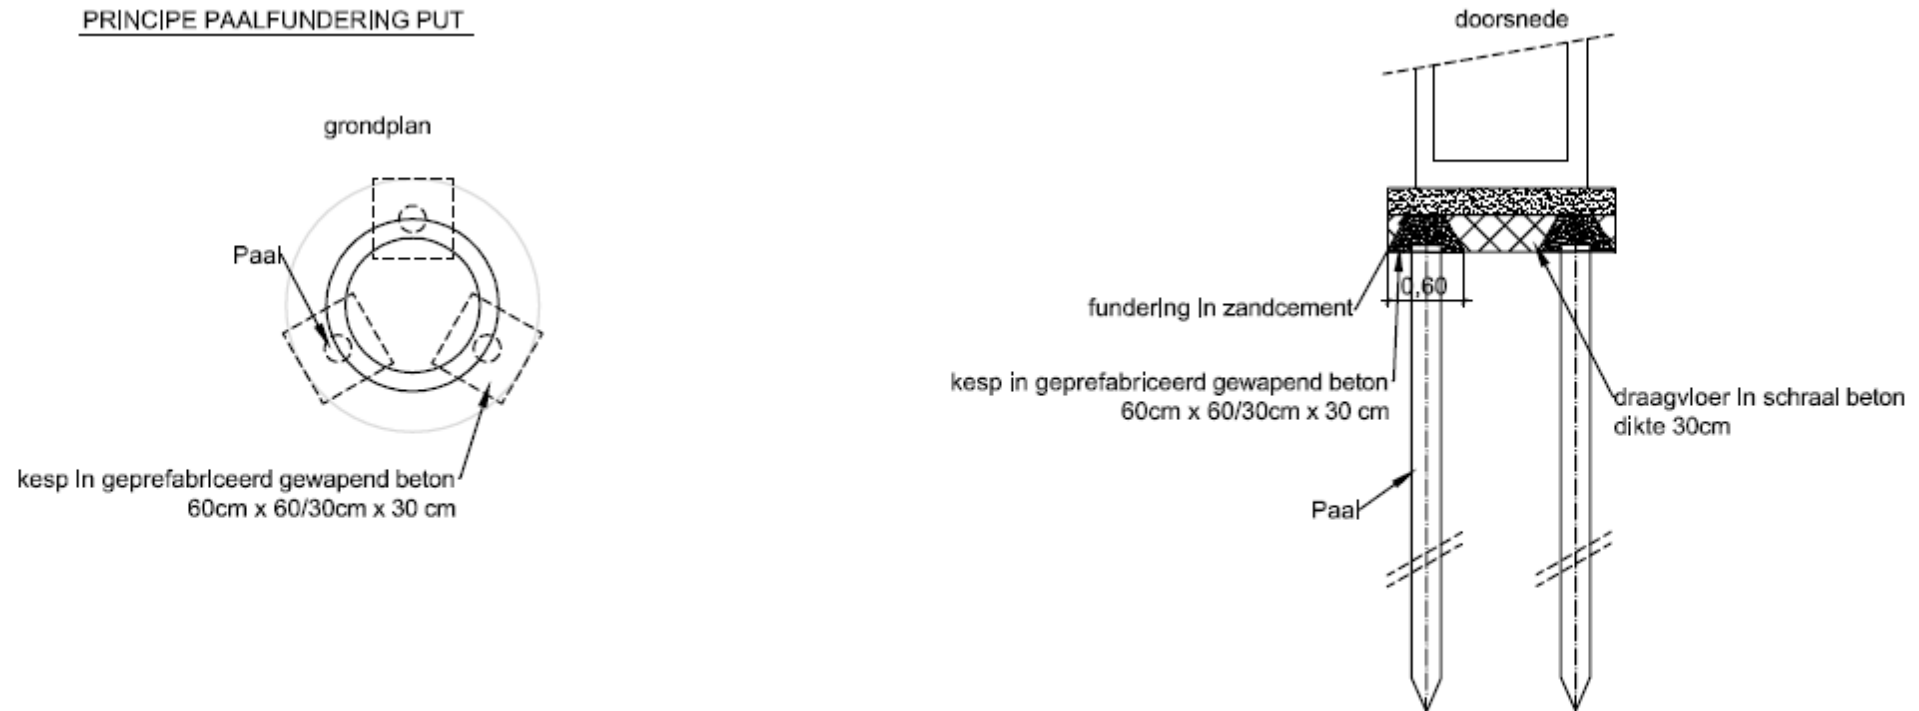 PRINCIPE PAALFUNDERING PUT
grondplan
Paal
kesp in geprefabriceerd gewapend beton
60cm x 60/30cm x 30 cm
doorsnede
0,60
fundering in zandcement
kesp in geprefabriceerd gewapend beton
60cm x 60/30cm x 30 cm
draagvloer in schraal beton
dikte 30cm
Paal